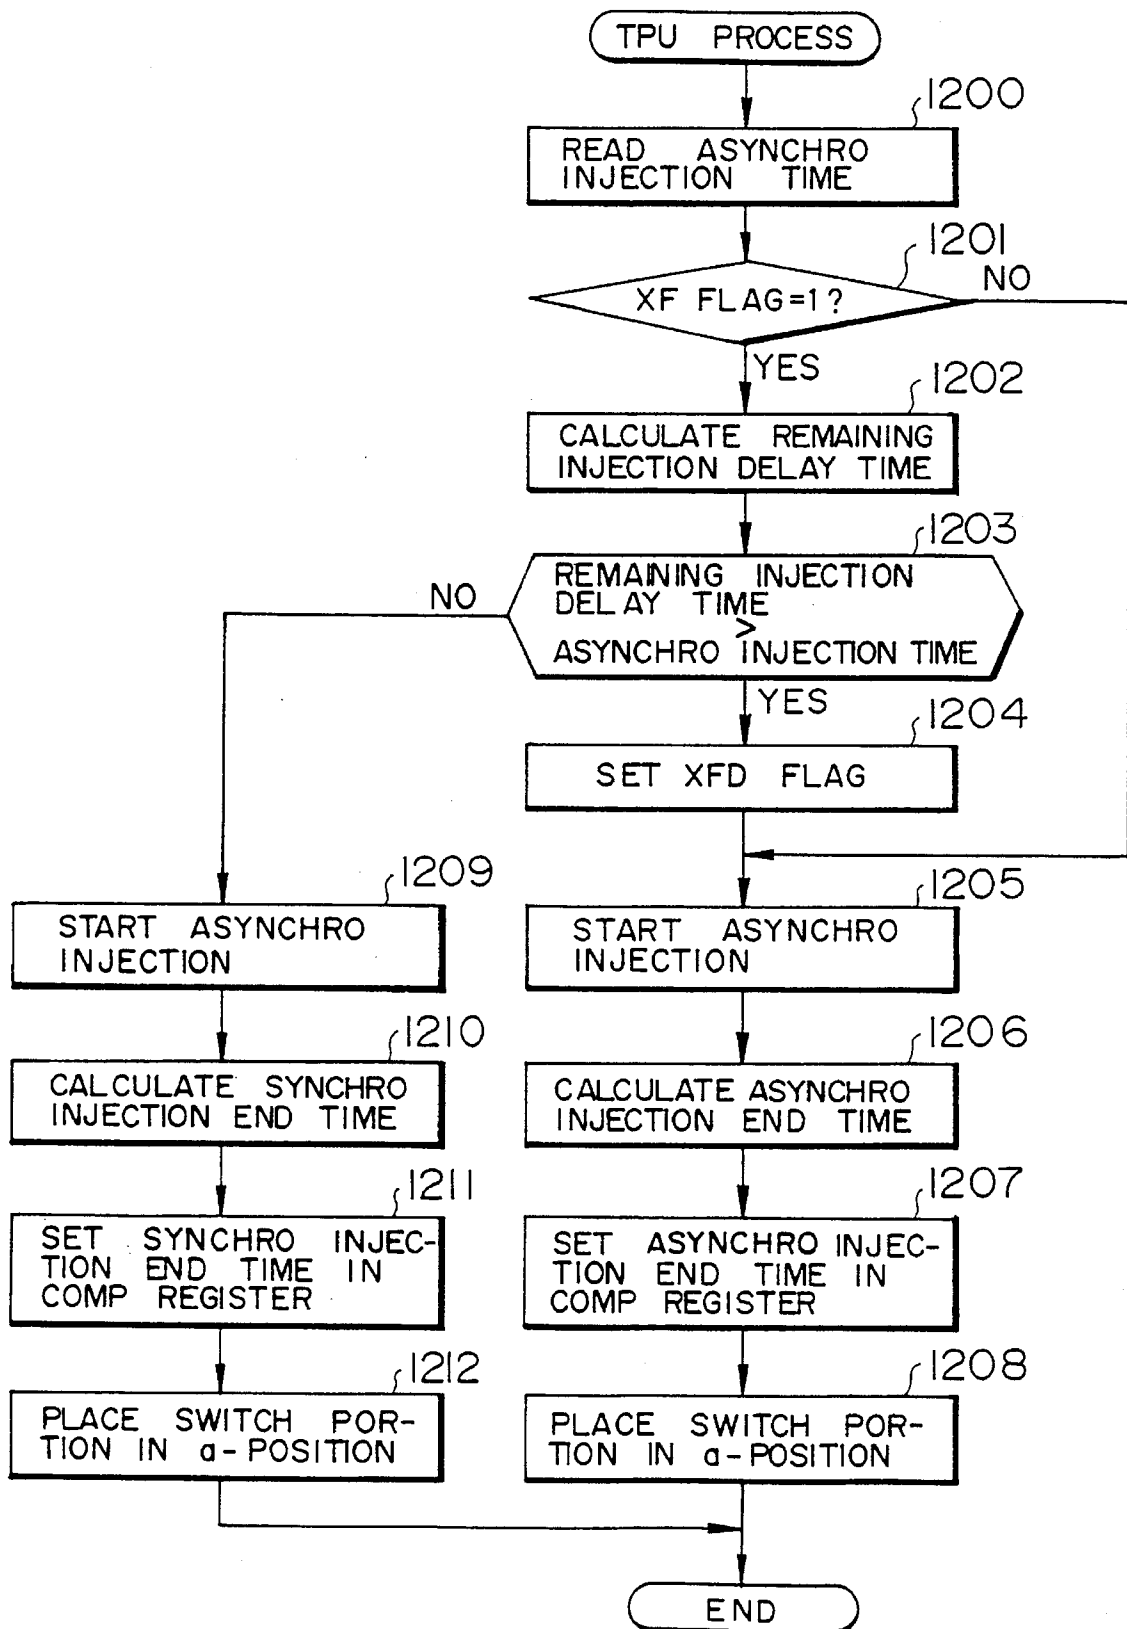 TPU PROCESS
1200
READ ASYNCHRO
INJECTION TIME
1201
XF FLAG=1?
NO
YES
1202
CALCULATE REMAINING
INJECTION DELAY TIME
1203
REMAINING INJECTION
DELAY TIME
>
ASYNCHRO INJECTION TIME
NO
YES
1204
SET XFD FLAG
1209
START ASYNCHRO
INJECTION
1205
START ASYNCHRO
INJECTION
1210
CALCULATE SYNCHRO
INJECTION END TIME
1206
CALCULATE ASYNCHRO
INJECTION END TIME
1211
SET SYNCHRO INJEC-
TION END TIME IN
COMP REGISTER
1207
SET ASYNCHRO INJEC-
TION END TIME IN
COMP REGISTER
1212
PLACE SWITCH POR-
TION IN a-POSITION
1208
PLACE SWITCH POR-
TION IN a-POSITION
END